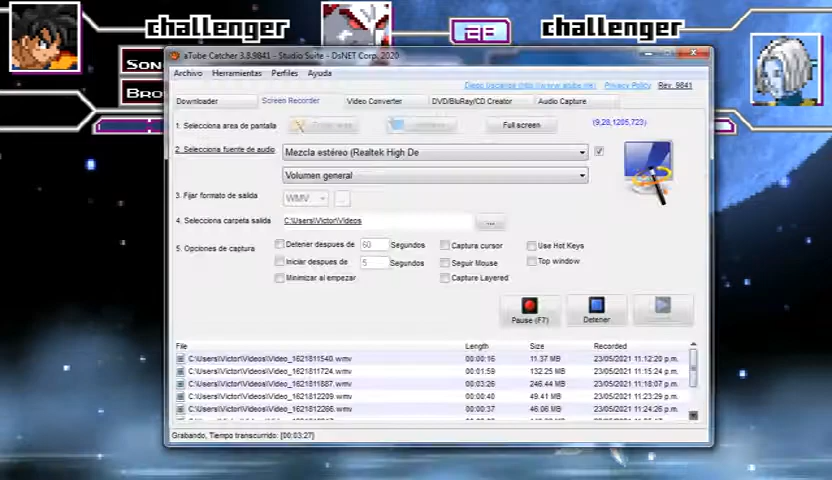 challenger
challenger
SON
BRO
aTube Catcher 3.8.9841 - Studio Suite - DsNET Corp. 2020
Archivo Herramientas Perfiles Ayuda
Privacy Policy Rev: 9841
Downloader Screen Recorder Video Converter DVD/BluRay/CD Creator Audio Capture
1. Selecciona area de pantalla Full screen (9,28,1205,723)
2. Selecciona fuente de audio Mezcla estéreo (Realtek High De
Volumen general
3. Fijar formato de salida WMV ...
4. Selecciona carpeta salida C:\Users\Victor\Videos ...
5. Opciones de captura Detener despues de 60 Segundos Captura cursor Use Hot Keys
Iniciar despues de 5 Segundos Seguir Mouse Top window
Minimizar al empezar Capture Layered
Pause (F7) Detener
File Length Size Recorded
C:\Users\Victor\Videos\Video_1621811540.wmv 00:00:16 11.37 MB 23/05/2021 11:12:20 p.m.
C:\Users\Victor\Videos\Video_1621811724.wmv 00:01:59 132.25 MB 23/05/2021 11:15:24 p.m.
C:\Users\Victor\Videos\Video_1621811887.wmv 00:03:26 246.44 MB 23/05/2021 11:18:07 p.m.
C:\Users\Victor\Videos\Video_1621812209.wmv 00:00:40 49.41 MB 23/05/2021 11:23:29 p.m.
C:\Users\Victor\Videos\Video_1621812266.wmv 00:00:37 46.06 MB 23/05/2021 11:24:26 p.m.
Grabando, Tiempo transcurrido: [00:03:27]